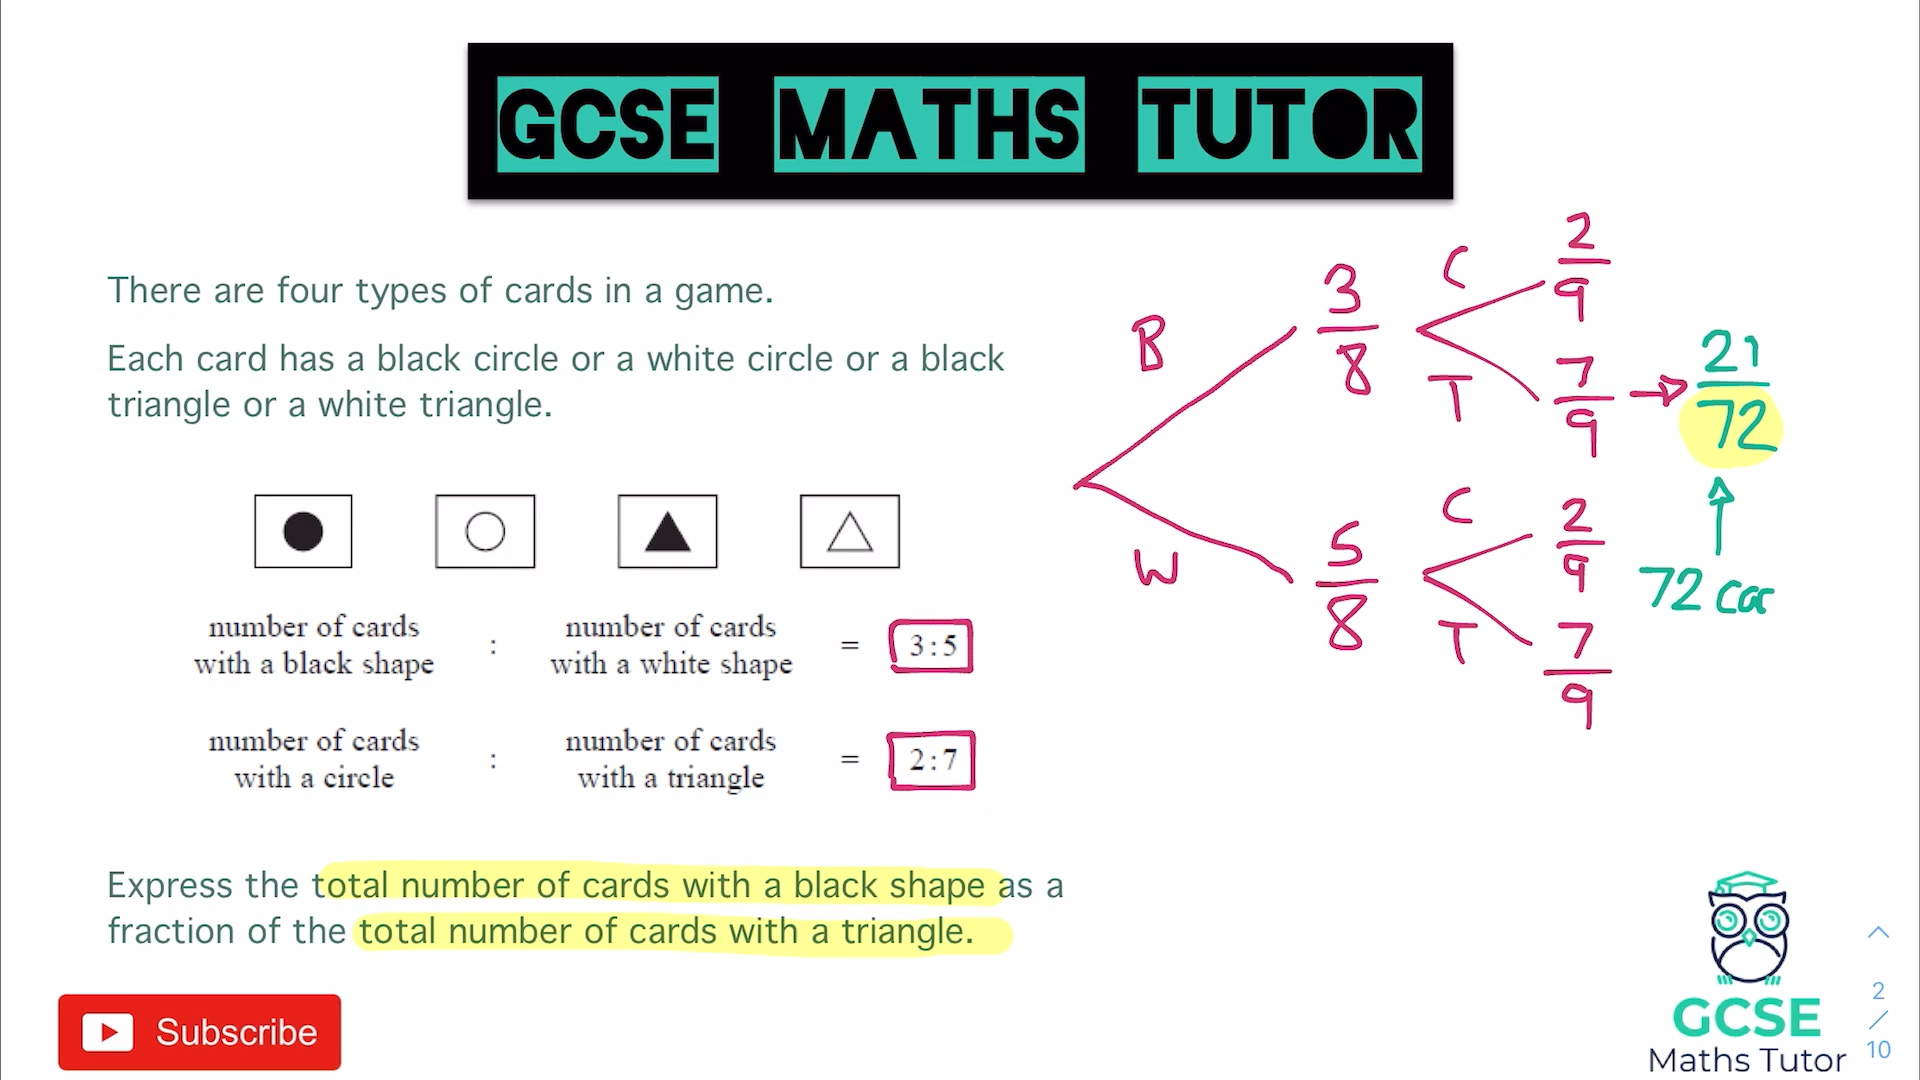 GCSE MATHS TUTOR
There are four types of cards in a game.
Each card has a black circle or a white circle or a black
triangle or a white triangle.
number of cards
with a black shape
:
number of cards
with a white shape
=
3 : 5
number of cards
with a circle
:
number of cards
with a triangle
=
2 : 7
Express the total number of cards with a black shape as a
fraction of the total number of cards with a triangle.
B
3/8
C
2/9
T
7/9
21/72
72 car
W
5/8
C
2/9
T
7/9
Subscribe
GCSE
Maths Tutor
2
/
10